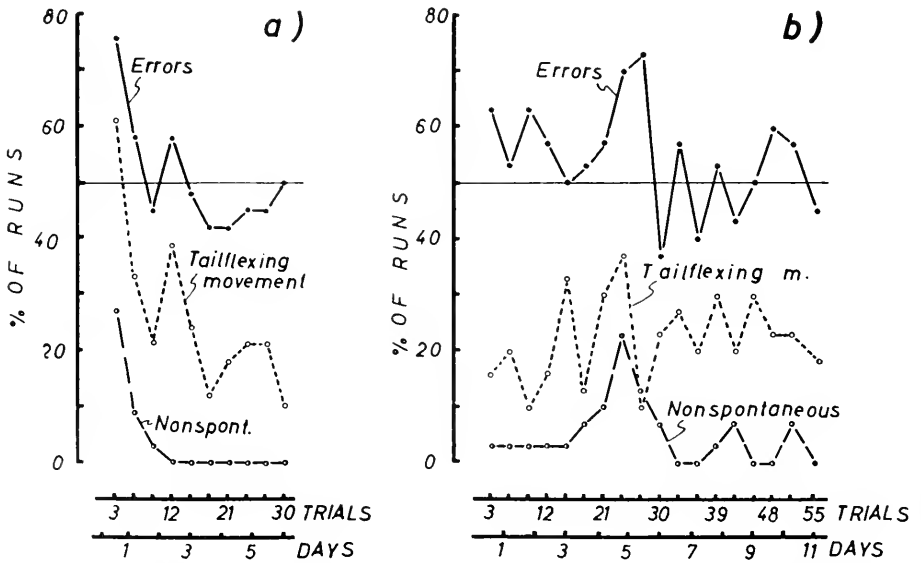 a)
80
Errors
60
40
Tailflexing
movement
20
Nonspont.
0
% OF RUNS
3 12 21 30 TRIALS
1 3 5 DAYS
b)
80
Errors
60
40
Tailflexing m.
20
Nonspontaneous
0
% OF RUNS
3 12 21 30 39 48 55 TRIALS
1 3 5 7 9 11 DAYS